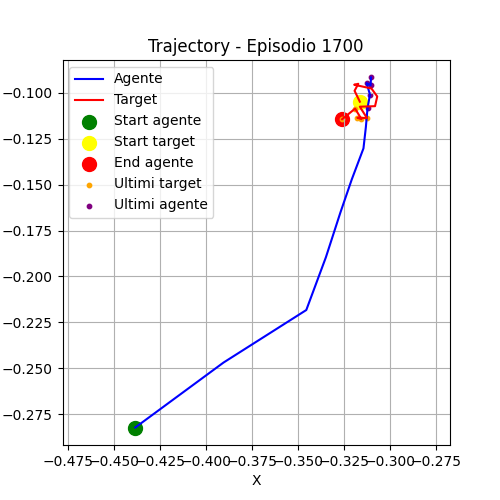 Trajectory - Episodio 1700
Agente
Target
Start agente
Start target
End agente
Ultimi target
Ultimi agente
−0.100
−0.125
−0.150
−0.175
−0.200
−0.225
−0.250
−0.275
−0.475 −0.450 −0.425 −0.400 −0.375 −0.350 −0.325 −0.300 −0.275
X